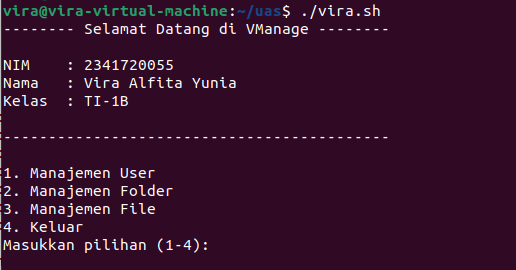 vira@vira-virtual-machine:~/uas$ ./vira.sh
-------- Selamat Datang di VManage --------
NIM    : 2341720055
Nama   : Vira Alfita Yunia
Kelas  : TI-1B
-------------------------------------------
1. Manajemen User
2. Manajemen Folder
3. Manajemen File
4. Keluar
Masukkan pilihan (1-4):